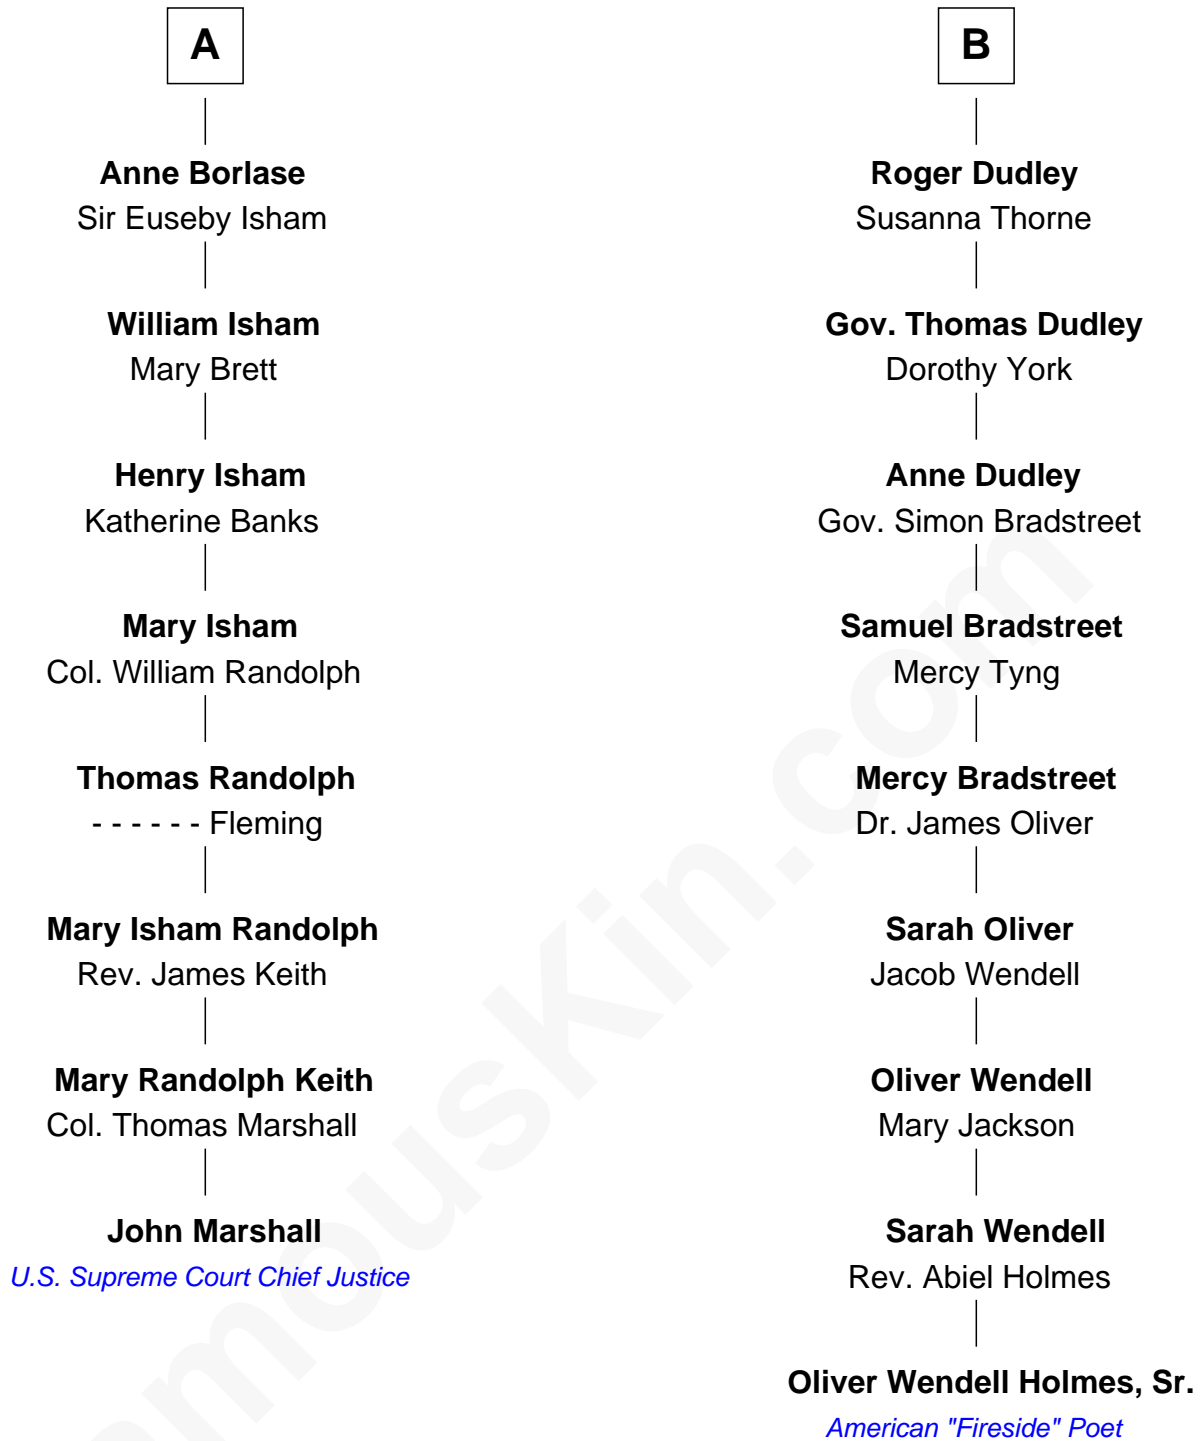 A
Anne Borlase
Sir Euseby Isham
William Isham
Mary Brett
Henry Isham
Katherine Banks
Mary Isham
Col. William Randolph
Thomas Randolph
- - - - - - Fleming
Mary Isham Randolph
Rev. James Keith
Mary Randolph Keith
Col. Thomas Marshall
John Marshall
U.S. Supreme Court Chief Justice
B
Roger Dudley
Susanna Thorne
Gov. Thomas Dudley
Dorothy York
Anne Dudley
Gov. Simon Bradstreet
Samuel Bradstreet
Mercy Tyng
Mercy Bradstreet
Dr. James Oliver
Sarah Oliver
Jacob Wendell
Oliver Wendell
Mary Jackson
Sarah Wendell
Rev. Abiel Holmes
Oliver Wendell Holmes, Sr.
American "Fireside" Poet
amousKin.com